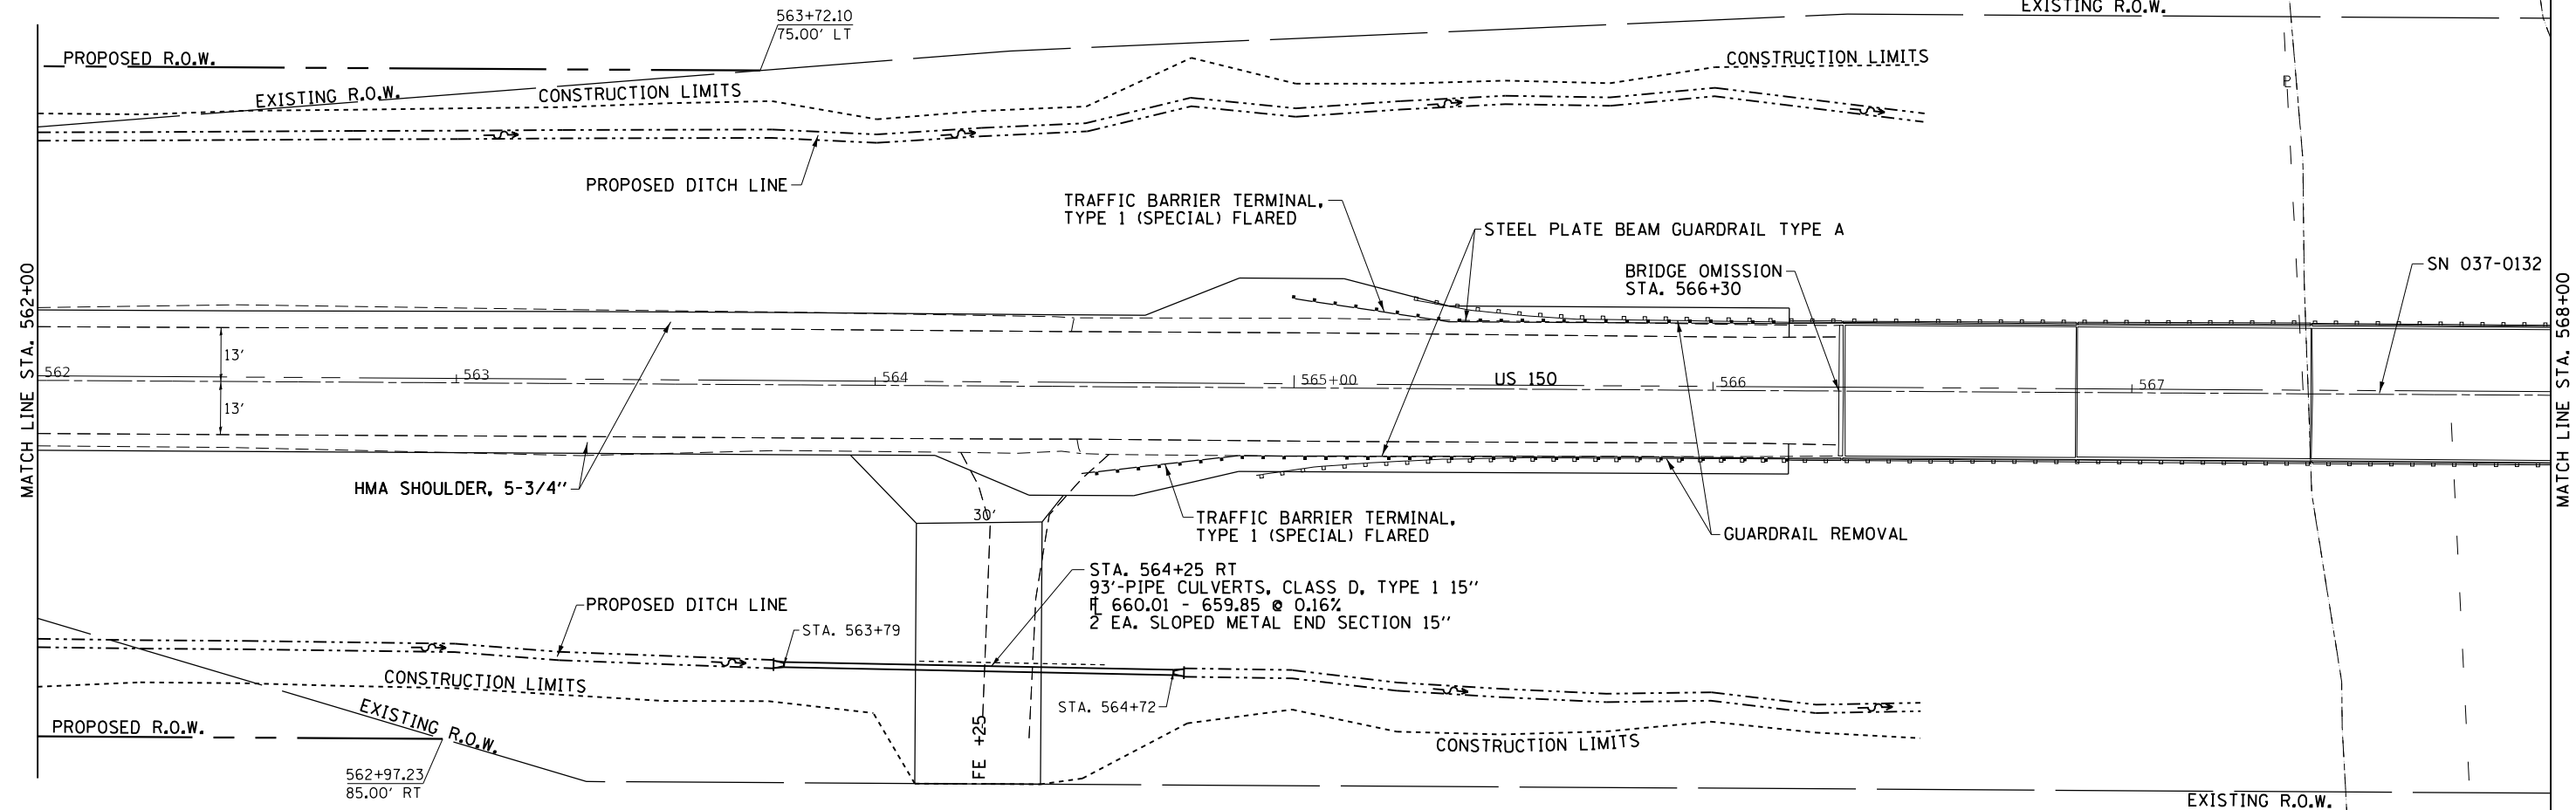 563+72.10
75.00' LT
EXISTING R.O.W.
PROPOSED R.O.W.
CONSTRUCTION LIMITS
EXISTING R.O.W.
CONSTRUCTION LIMITS
PROPOSED DITCH LINE
TRAFFIC BARRIER TERMINAL,
TYPE 1 (SPECIAL) FLARED
STEEL PLATE BEAM GUARDRAIL TYPE A
BRIDGE OMISSION
STA. 566+30
SN 037-0132
MATCH LINE STA. 562+00
MATCH LINE STA. 568+00
13'
562
563
564
565+00
US 150
566
567
13'
HMA SHOULDER, 5-3/4"
30'
TRAFFIC BARRIER TERMINAL,
TYPE 1 (SPECIAL) FLARED
GUARDRAIL REMOVAL
STA. 564+25 RT
93'-PIPE CULVERTS, CLASS D, TYPE 1 15"
FL 660.01 - 659.85 @ 0.16%
2 EA. SLOPED METAL END SECTION 15"
PROPOSED DITCH LINE
STA. 563+79
CONSTRUCTION LIMITS
STA. 564+72
EXISTING R.O.W.
PROPOSED R.O.W.
FE +25
CONSTRUCTION LIMITS
562+97.23
85.00' RT
EXISTING R.O.W.